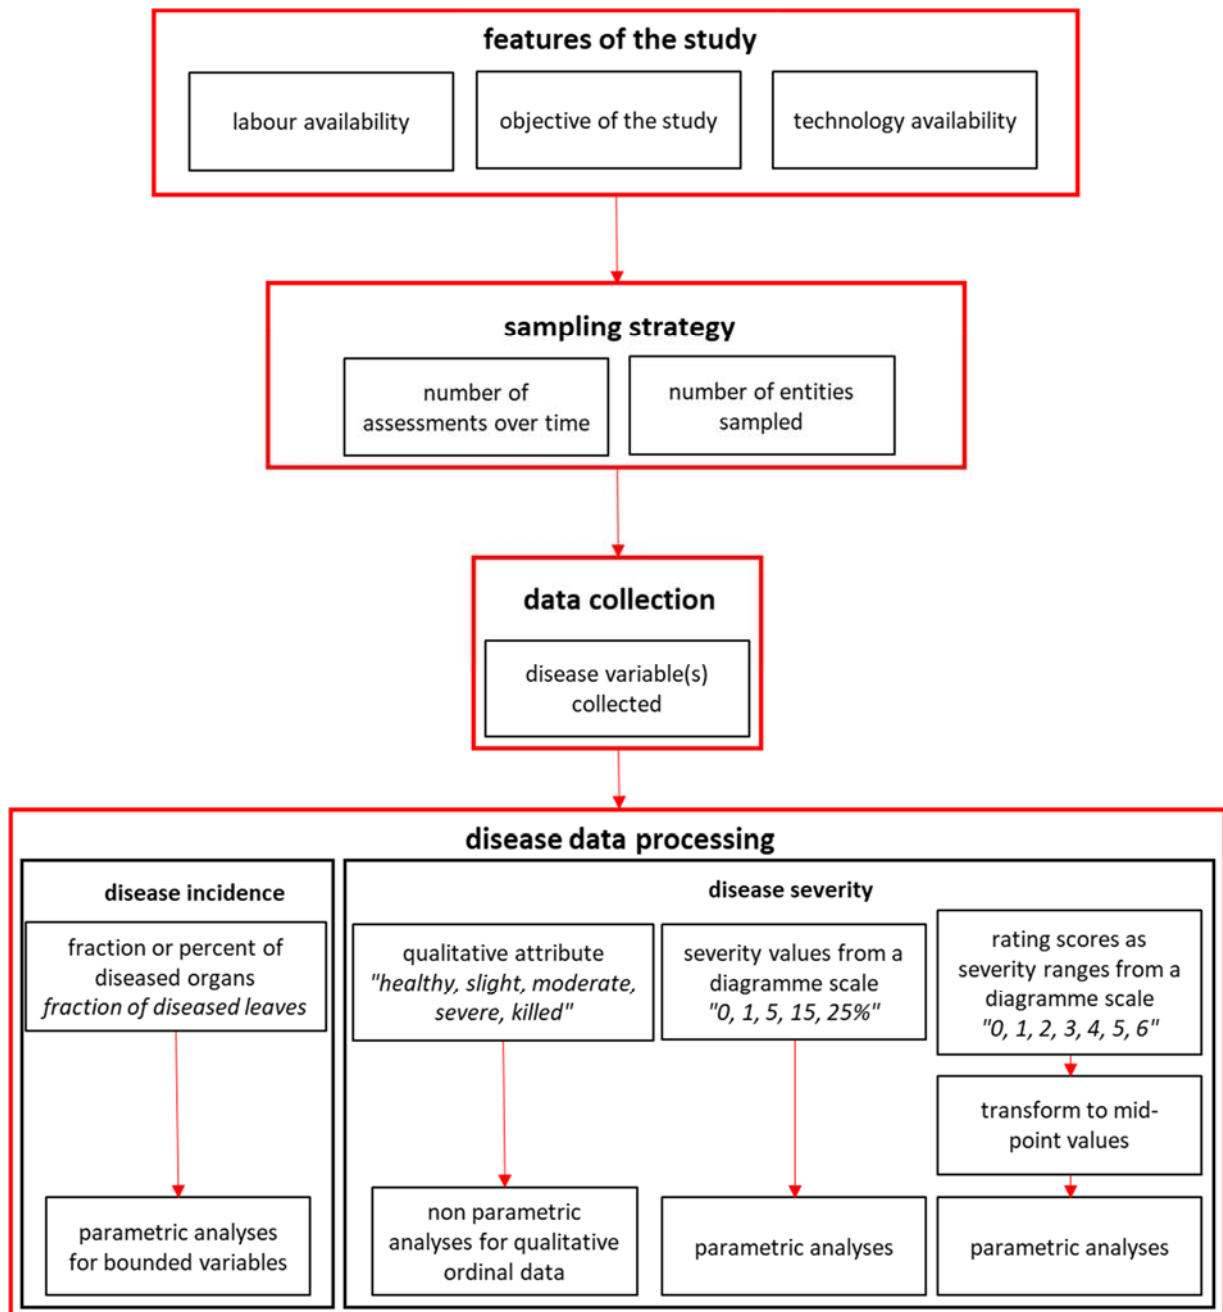 features of the study
labour availability
objective of the study
technology availability
sampling strategy
number of
assessments over time
number of entities
sampled
data collection
disease variable(s)
collected
disease data processing
disease incidence
fraction or percent of
diseased organs
fraction of diseased leaves
parametric analyses
for bounded variables
disease severity
qualitative attribute
"healthy, slight, moderate,
severe, killed"
non parametric
analyses for qualitative
ordinal data
severity values from a
diagramme scale
"0, 1, 5, 15, 25%"
parametric analyses
rating scores as
severity ranges from a
diagramme scale
"0, 1, 2, 3, 4, 5, 6"
transform to mid-
point values
parametric analyses